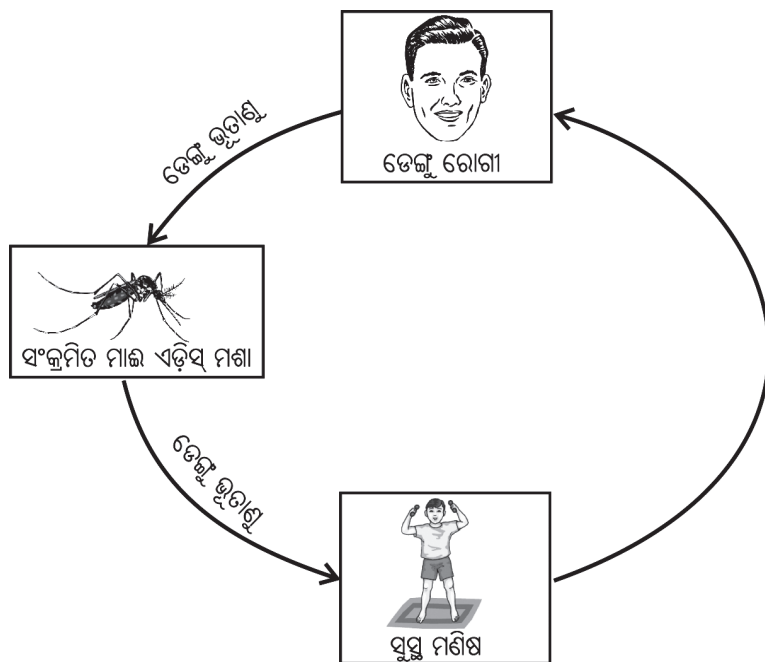 ଡେଙ୍ଗୁ ରୋଗୀ
ଡେଙ୍ଗୁ ଭୂତାଣୁ
ସଂକ୍ରମିତ ମାଈ ଏଡ଼ିସ୍ ମଶା
ଡେଙ୍ଗୁ ଭୂତାଣୁ
ସୁସ୍ଥ ମଣିଷ